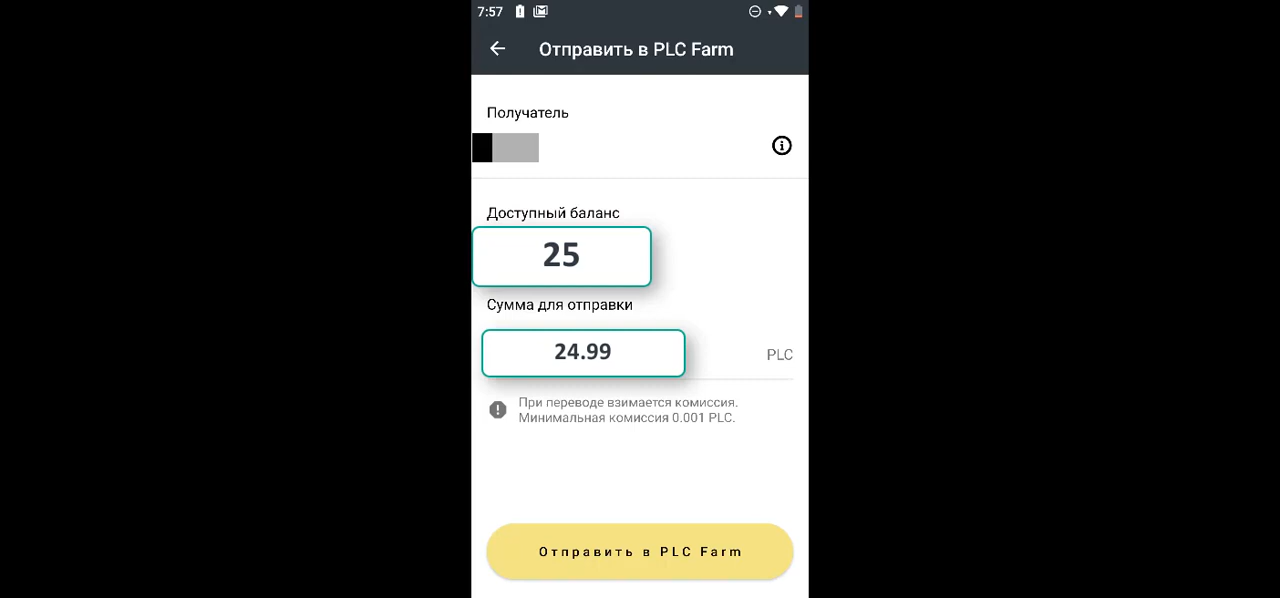 7:57
Отправить в PLC Farm
Получатель
Доступный баланс
25
Сумма для отправки
24.99
PLC
При переводе взимается комиссия.
Минимальная комиссия 0.001 PLC.
Отправить в PLC Farm